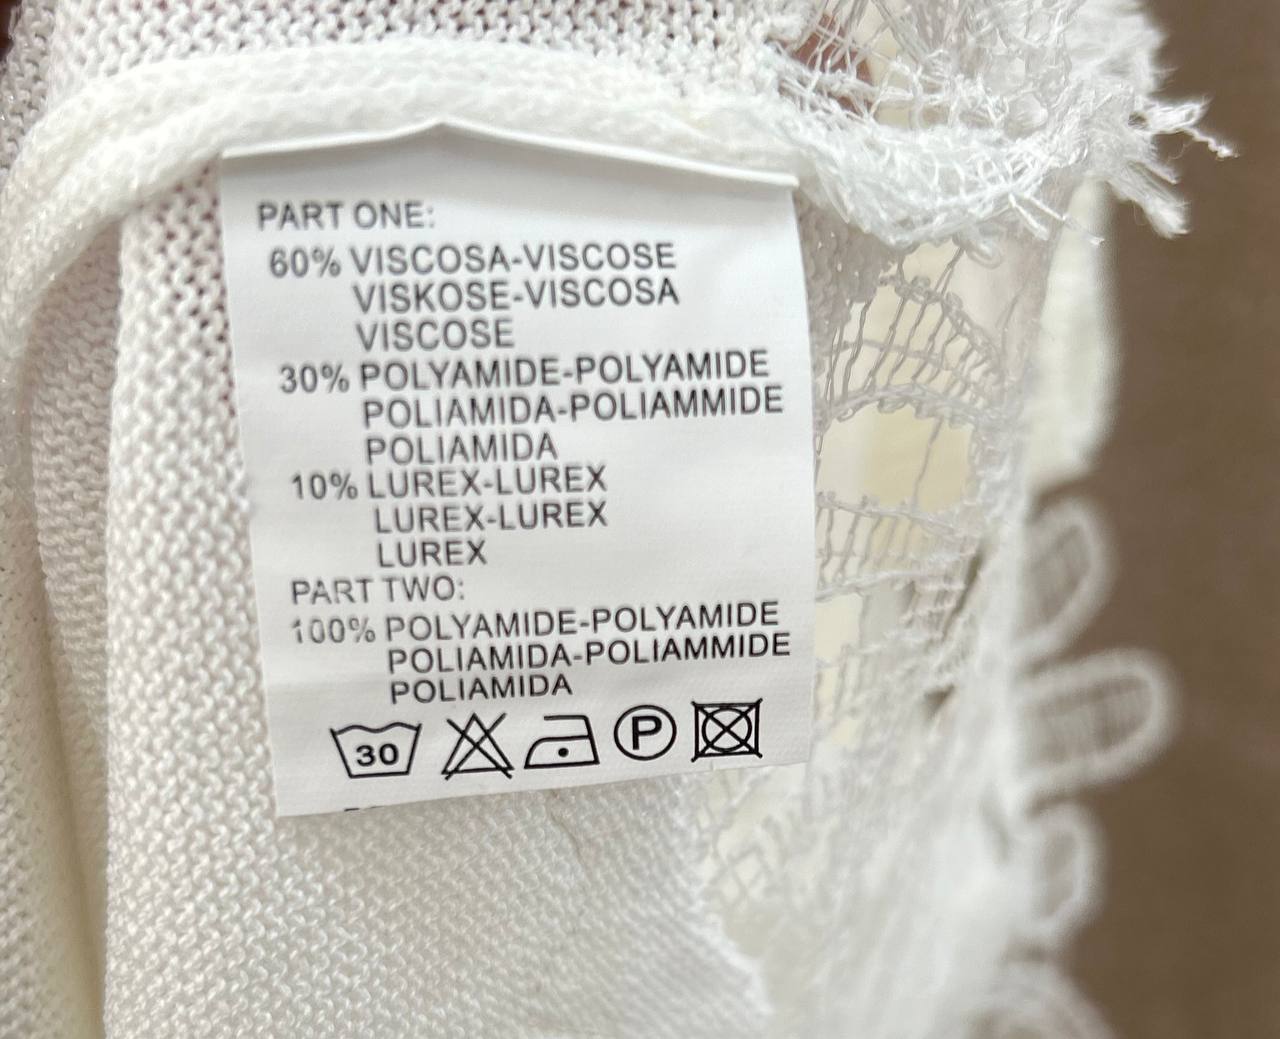 PART ONE:
60% VISCOSA-VISCOSE
VISKOSE-VISCOSA
VISCOSE
30% POLYAMIDE-POLYAMIDE
POLIAMIDA-POLIAMMIDE
POLIAMIDA
10% LUREX-LUREX
LUREX-LUREX
LUREX
PART TWO:
100% POLYAMIDE-POLYAMIDE
POLIAMIDA-POLIAMMIDE
POLIAMIDA
30 P